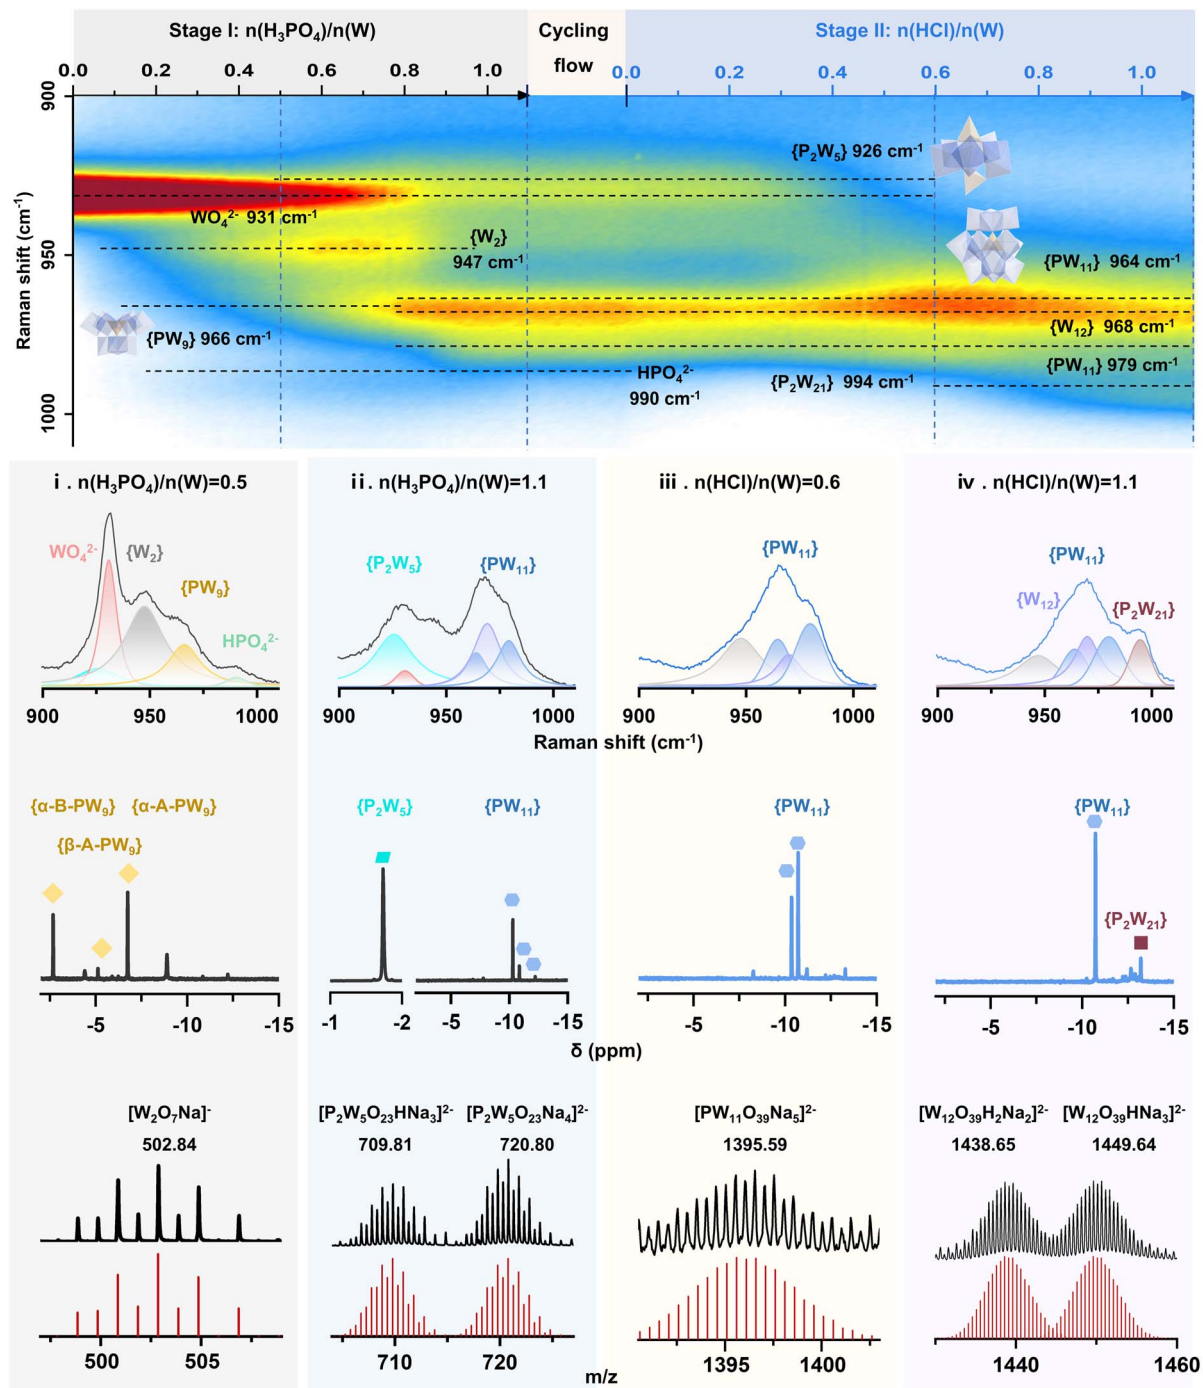 Stage I: n(H₃PO₄)/n(W)
Cycling
flow
Stage II: n(HCl)/n(W)
0.0 0.2 0.4 0.6 0.8 1.0
0.0 0.2 0.4 0.6 0.8 1.0
Raman shift (cm⁻¹)
900
950
1000
{P₂W₅} 926 cm⁻¹
WO₄²⁻ 931 cm⁻¹
{W₂}
947 cm⁻¹
{PW₁₁} 964 cm⁻¹
{PW₉} 966 cm⁻¹
{W₁₂} 968 cm⁻¹
{PW₁₁} 979 cm⁻¹
HPO₄²⁻
990 cm⁻¹
{P₂W₂₁} 994 cm⁻¹
i . n(H₃PO₄)/n(W)=0.5
ii. n(H₃PO₄)/n(W)=1.1
iii . n(HCl)/n(W)=0.6
iv . n(HCl)/n(W)=1.1
WO₄²⁻
{W₂}
{PW₉}
HPO₄²⁻
{P₂W₅}
{PW₁₁}
{PW₁₁}
{PW₁₁}
{W₁₂}
{P₂W₂₁}
900 950 1000
900 950 1000
900 950 1000
900 950 1000
Raman shift (cm⁻¹)
{α-B-PW₉} {α-A-PW₉}
{β-A-PW₉}
{P₂W₅}
{PW₁₁}
{PW₁₁}
{PW₁₁}
{P₂W₂₁}
-5 -10 -15
-1 -2 -5 -10 -15
-5 -10 -15
-5 -10 -15
δ (ppm)
[W₂O₇Na]⁻
502.84
[P₂W₅O₂₃HNa₃]²⁻ [P₂W₅O₂₃Na₄]²⁻
709.81 720.80
[PW₁₁O₃₉Na₅]²⁻
1395.59
[W₁₂O₃₉H₂Na₂]²⁻ [W₁₂O₃₉HNa₃]²⁻
1438.65 1449.64
500 505
710 720
1395 1400
1440 1460
m/z